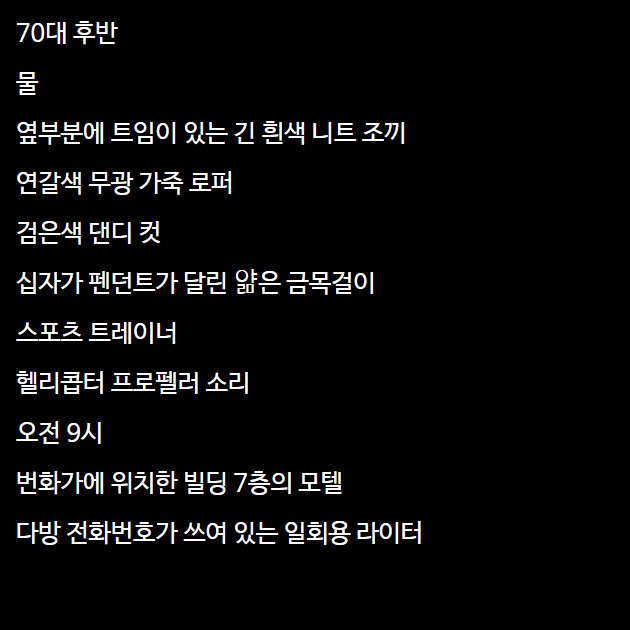 70대 후반
물
옆부분에 트임이 있는 긴 흰색 니트 조끼
연갈색 무광 가죽 로퍼
검은색 댄디 컷
십자가 펜던트가 달린 얇은 금목걸이
스포츠 트레이너
헬리콥터 프로펠러 소리
오전 9시
번화가에 위치한 빌딩 7층의 모텔
다방 전화번호가 쓰여 있는 일회용 라이터